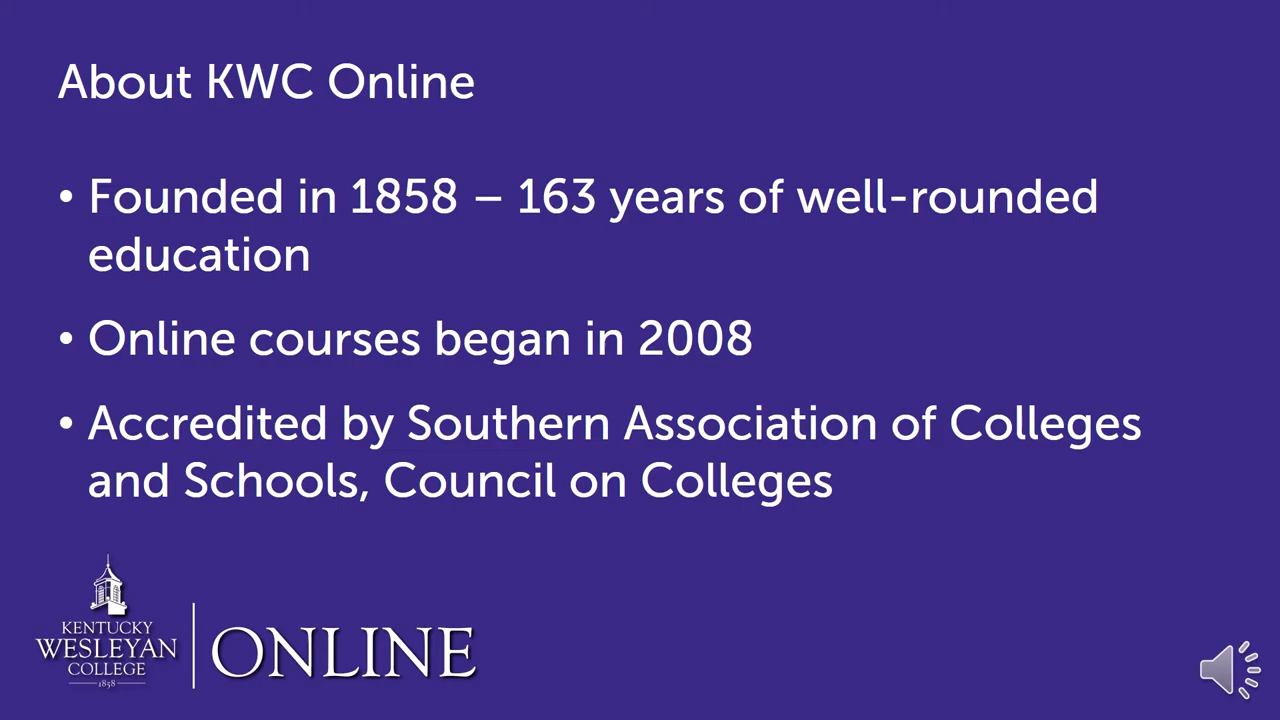 About KWC Online
• Founded in 1858 – 163 years of well-rounded
education
• Online courses began in 2008
• Accredited by Southern Association of Colleges
and Schools, Council on Colleges
KENTUCKY
WESLEYAN
COLLEGE
1858
ONLINE